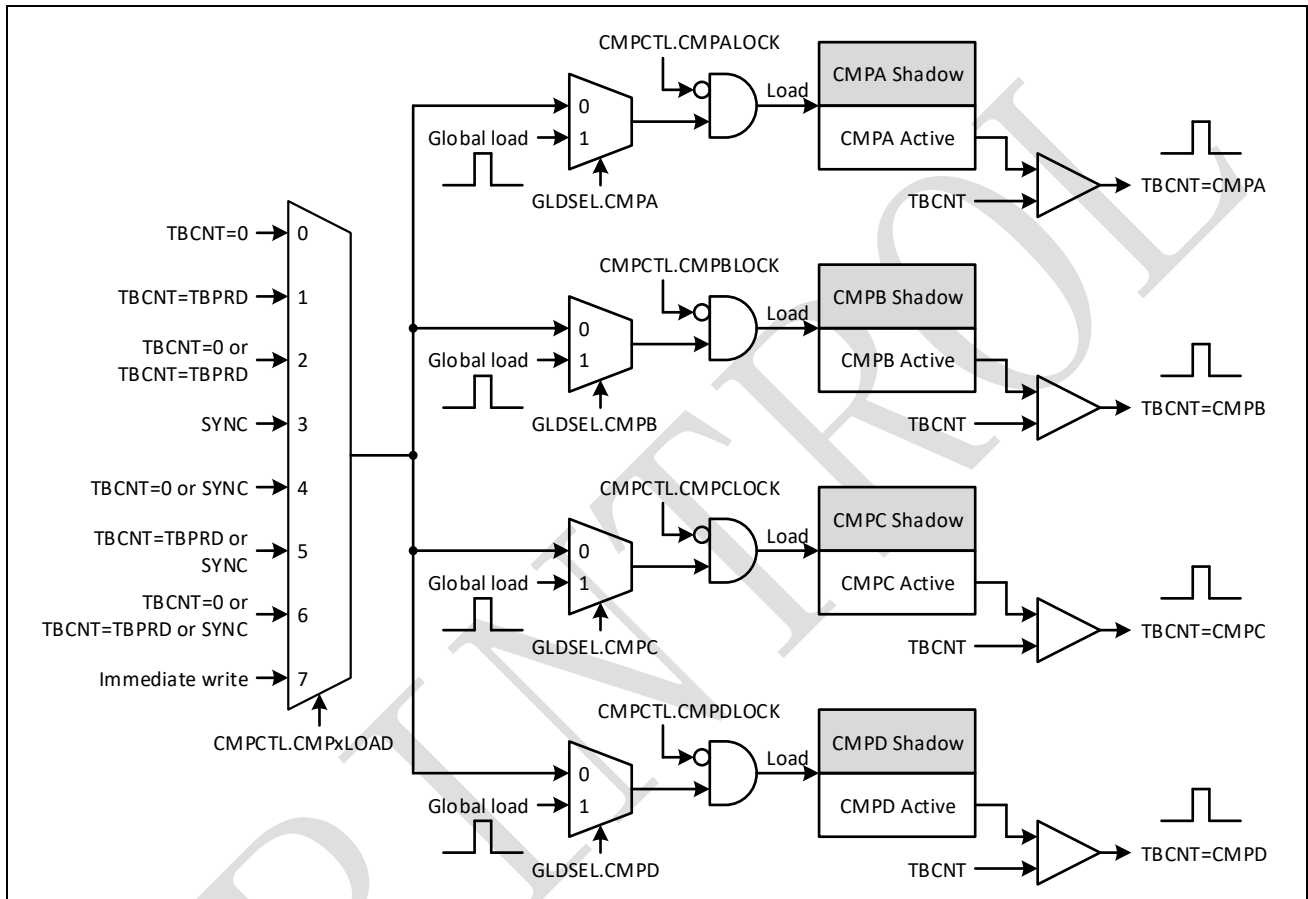 CMPCTL.CMPALOCK
0
Global load
1
GLDSEL.CMPA
Load
CMPA Shadow
CMPA Active
TBCNT
TBCNT=CMPA
TBCNT=0
0
TBCNT=TBPRD
1
TBCNT=0 or
TBCNT=TBPRD
2
SYNC
3
TBCNT=0 or SYNC
4
TBCNT=TBPRD or
SYNC
5
TBCNT=0 or
TBCNT=TBPRD or SYNC
6
Immediate write
7
CMPCTL.CMPxLOAD
CMPCTL.CMPBLOCK
0
Global load
1
GLDSEL.CMPB
Load
CMPB Shadow
CMPB Active
TBCNT
TBCNT=CMPB
CMPCTL.CMPCLOCK
0
Global load
1
GLDSEL.CMPC
Load
CMPC Shadow
CMPC Active
TBCNT
TBCNT=CMPC
CMPCTL.CMPDLOCK
0
Global load
1
GLDSEL.CMPD
Load
CMPD Shadow
CMPD Active
TBCNT
TBCNT=CMPD